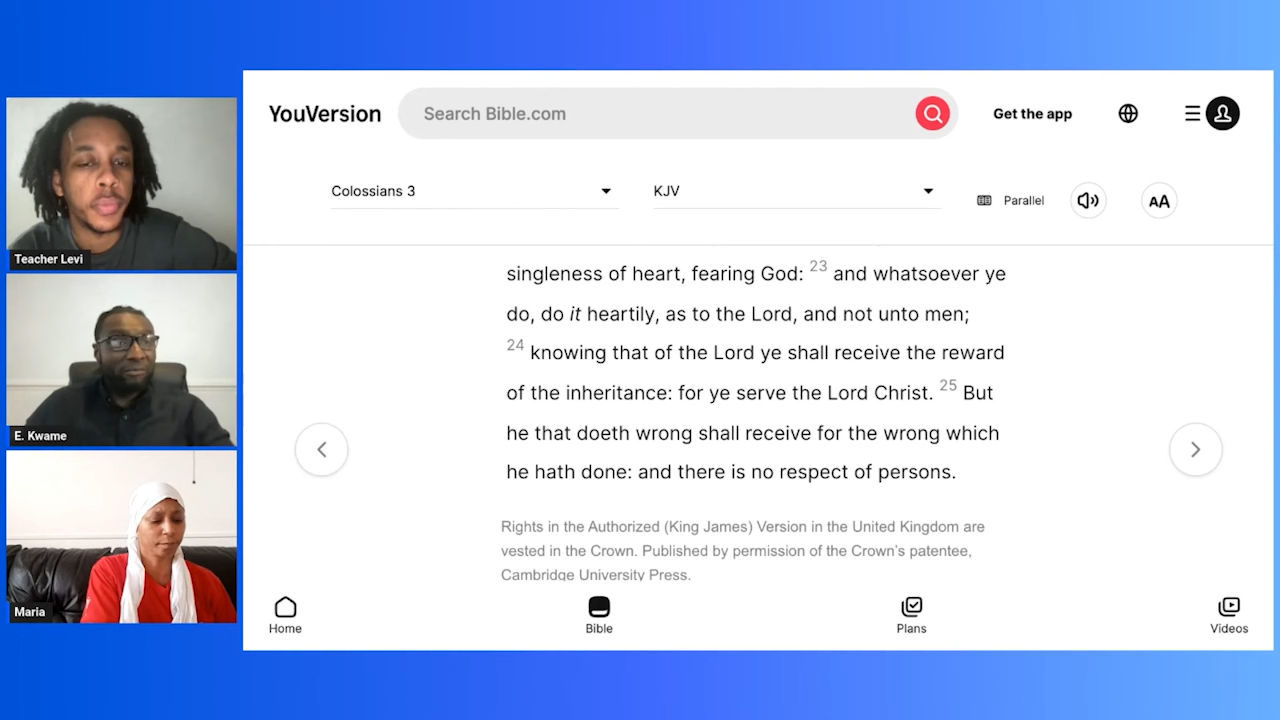 YouVersion
Search Bible.com
Get the app
Colossians 3
KJV
Parallel
AA
singleness of heart, fearing God: 23 and whatsoever ye
do, do it heartily, as to the Lord, and not unto men;
24 knowing that of the Lord ye shall receive the reward
of the inheritance: for ye serve the Lord Christ. 25 But
he that doeth wrong shall receive for the wrong which
he hath done: and there is no respect of persons.
Rights in the Authorized (King James) Version in the United Kingdom are
vested in the Crown. Published by permission of the Crown’s patentee,
Cambridge University Press.
Home
Bible
Plans
Videos
Teacher Levi
E. Kwame
Maria